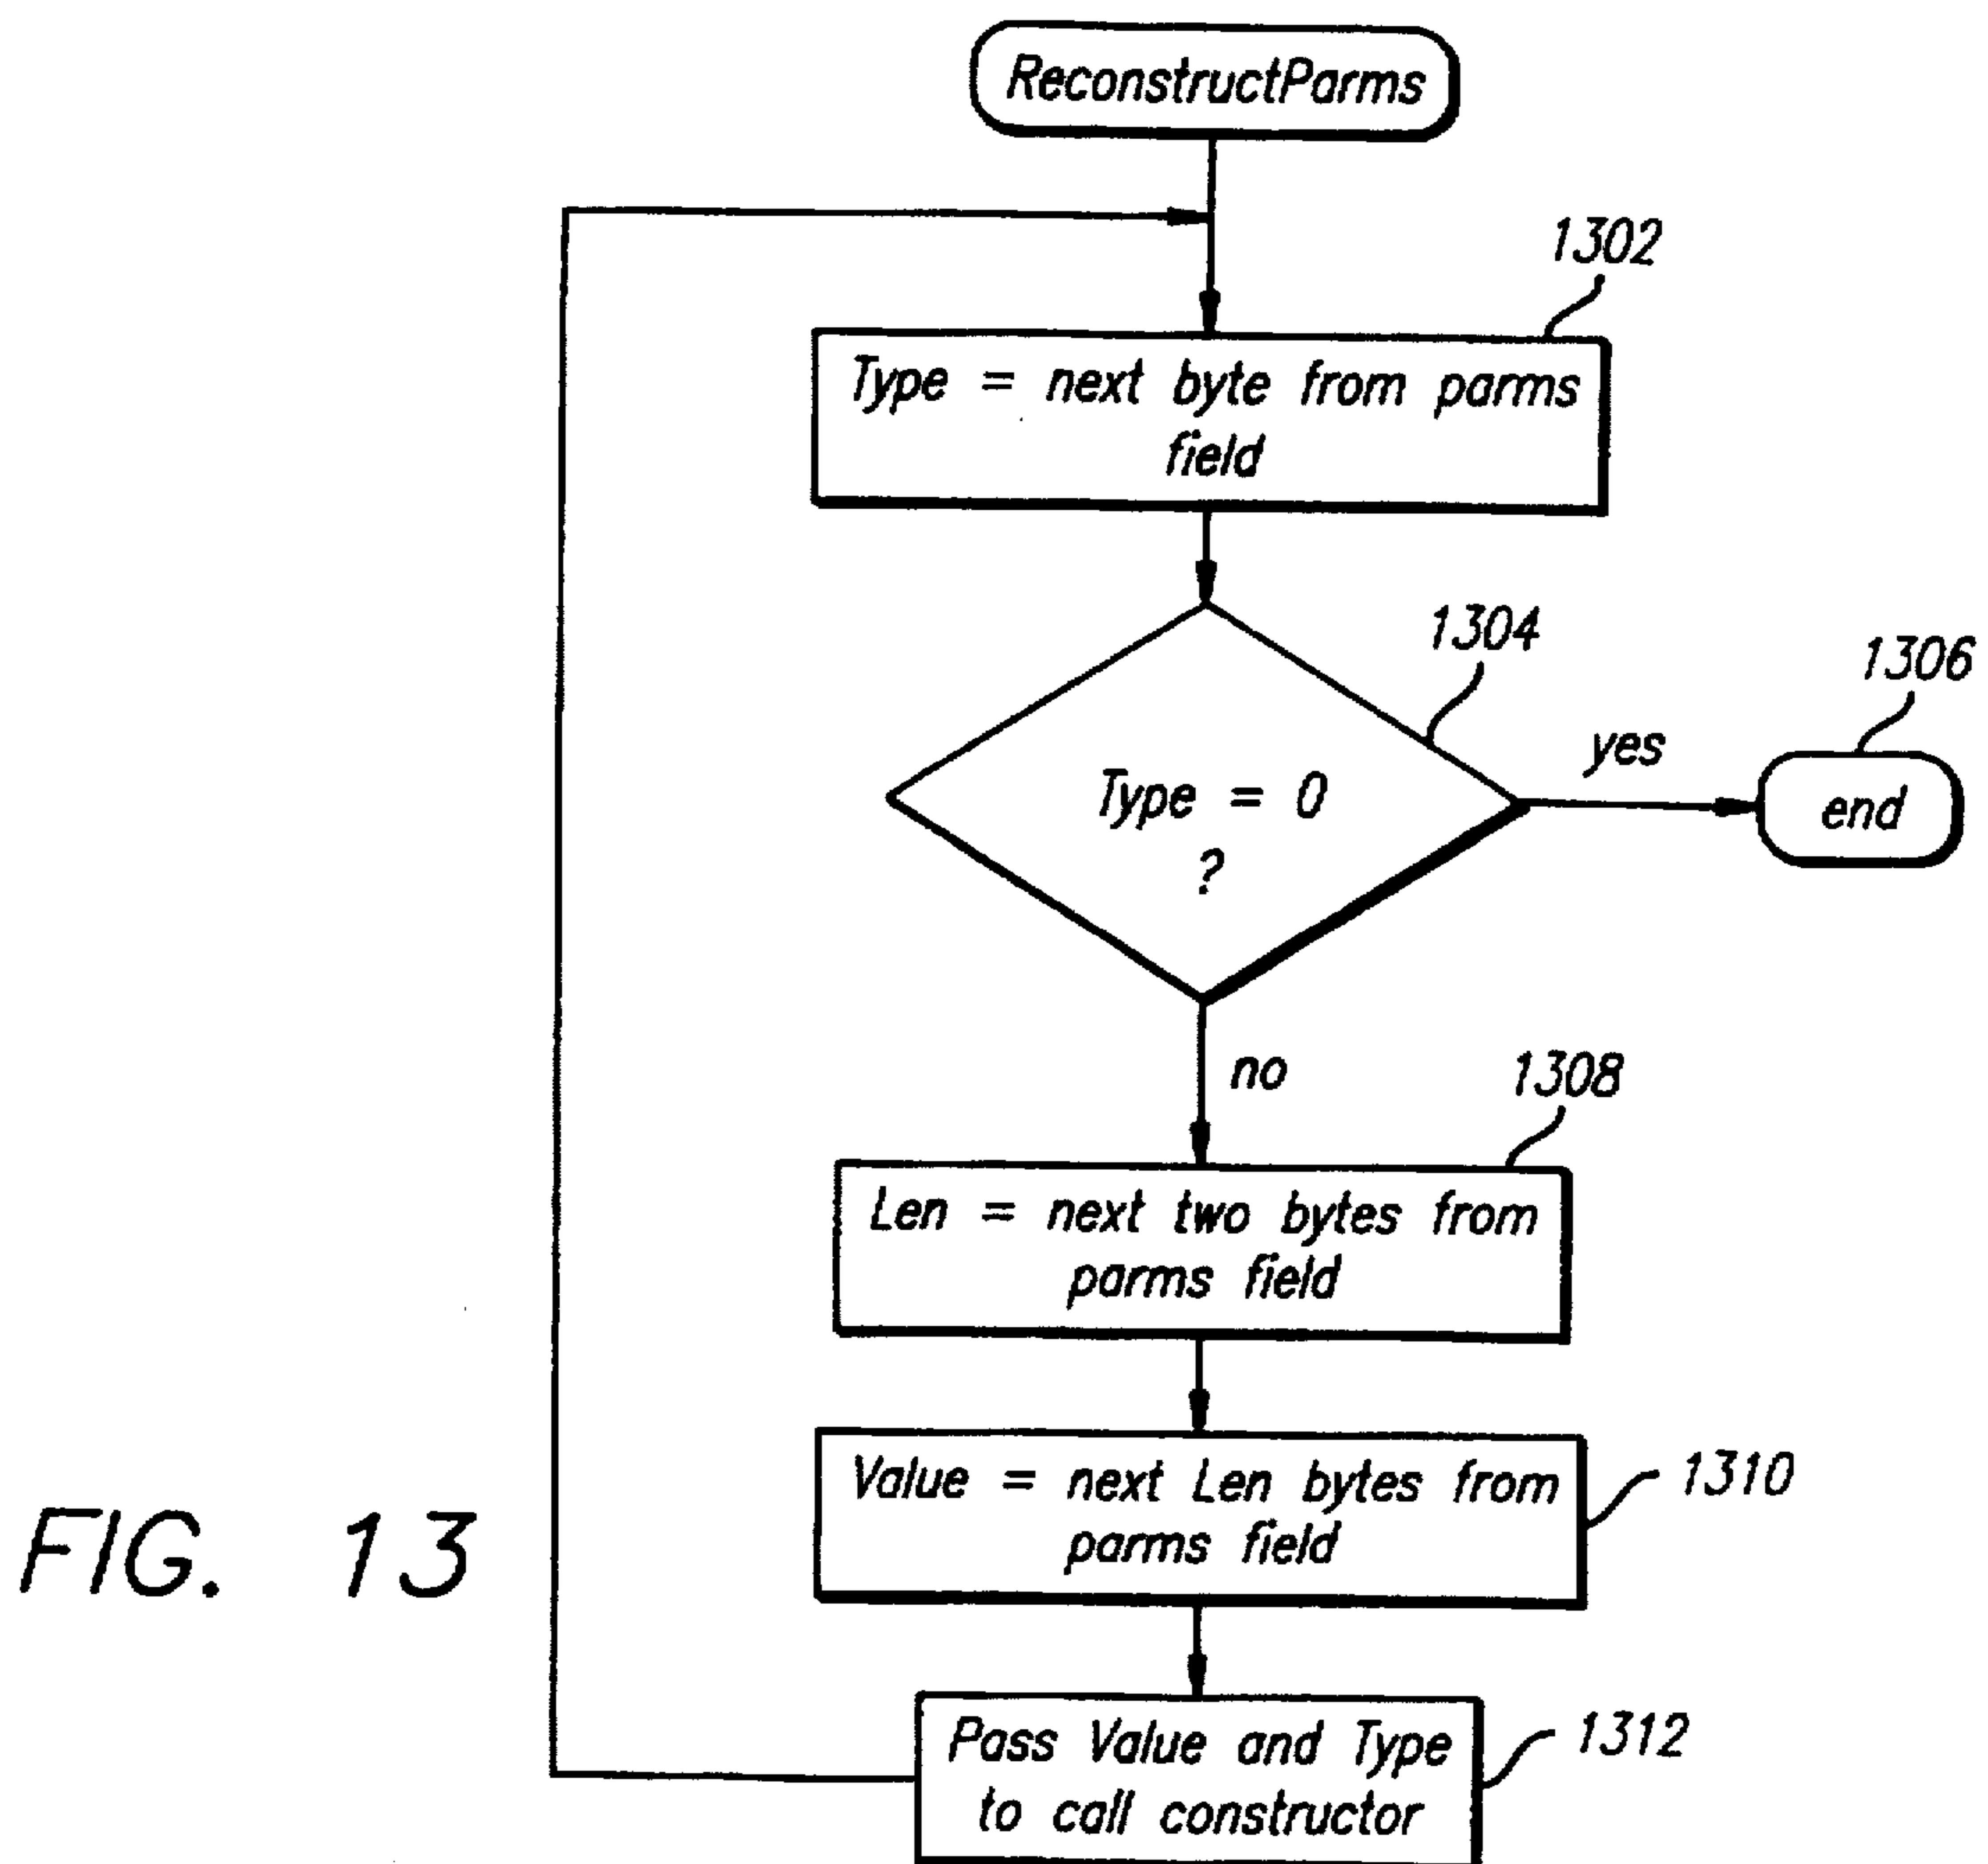 ReconstructParms
1302
Type = next byte from parms
field
1304
1306
Type = 0
?
yes
end
no
1308
Len = next two bytes from
parms field
1310
Value = next Len bytes from
parms field
FIG. 13
1312
Pass Value and Type
to call constructor